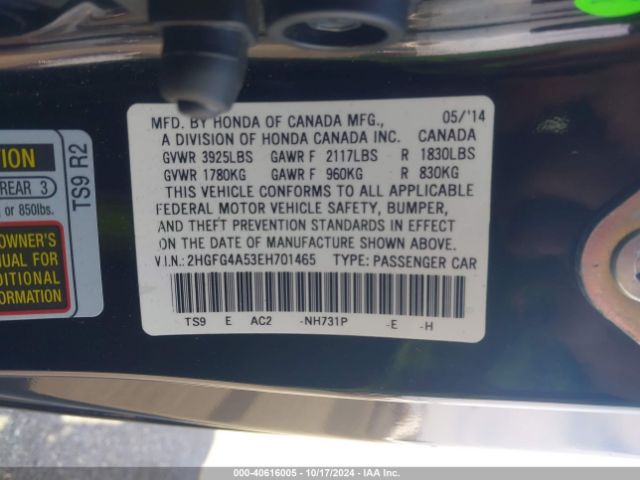 MFD. BY HONDA OF CANADA MFG., 05/'14
A DIVISION OF HONDA CANADA INC. CANADA
GVWR 3925LBS GAWR F 2117LBS R 1830LBS
GVWR 1780KG GAWR F 960KG R 830KG
THIS VEHICLE CONFORMS TO ALL APPLICABLE
FEDERAL MOTOR VEHICLE SAFETY, BUMPER,
AND THEFT PREVENTION STANDARDS IN EFFECT
ON THE DATE OF MANUFACTURE SHOWN ABOVE.
V.I.N.: 2HGFG4A53EH701465 TYPE: PASSENGER CAR
TS9 E AC2 -NH731P -E -H
REAR 3
or 850lbs.
OWNER'S
MANUAL
FOR
INFORMATION
TS9 R2
000-40616005 | 10/17/2024 | IAA Inc.